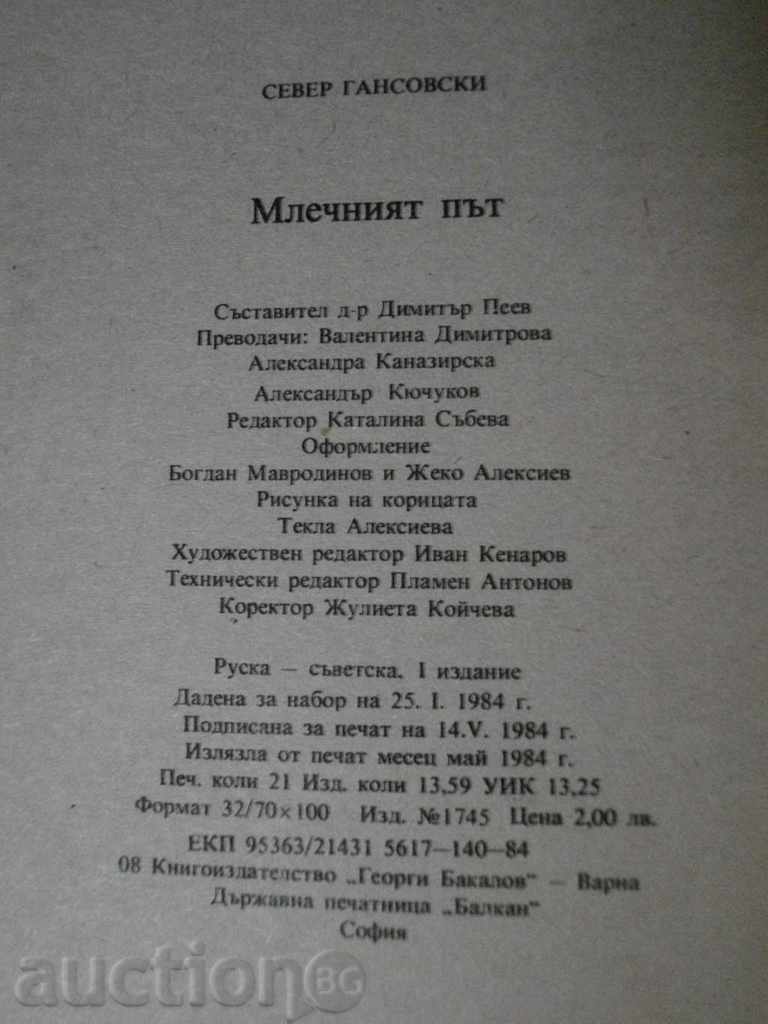 СЕВЕР ГАНСОВСКИ
Млечният път
Съставител д-р Димитър Пеев
Преводачи: Валентина Димитрова
Александра Каназирска
Александър Кючуков
Редактор Каталина Събева
Оформление
Богдан Мавродинов и Жеко Алексиев
Рисунка на корицата
Текла Алексиева
Художествен редактор Иван Кенаров
Технически редактор Пламен Антонов
Коректор Жулиета Койчева
Руска – съветска. I издание
Дадена за набор на 25. I. 1984 г.
Подписана за печат на 14.V. 1984 г.
Излязла от печат месец май 1984 г.
Печ. коли 21 Изд. коли 13,59 УИК 13,25
Формат 32/70×100 Изд. №1745 Цена 2,00 лв.
ЕКП 95363/21431 5617–140–84
08 Книгоиздателство „Георги Бакалов“ – Варна
Държавна печатница „Балкан“
София
auctionBG